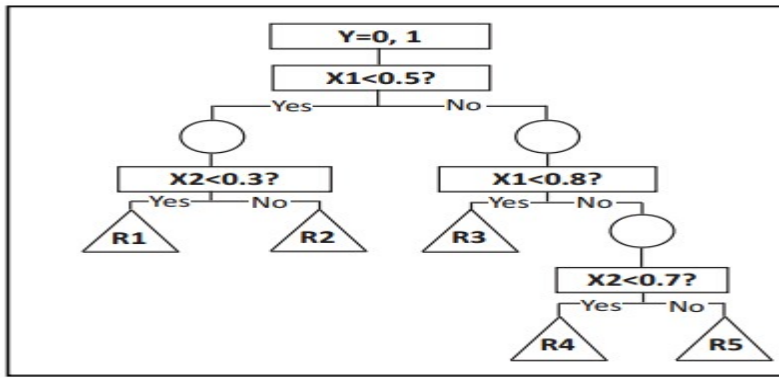 Y=0, 1
X1<0.5?
Yes No
X2<0.3? X1<0.8?
Yes No Yes No
R1 R2 R3
X2<0.7?
Yes No
R4 R5